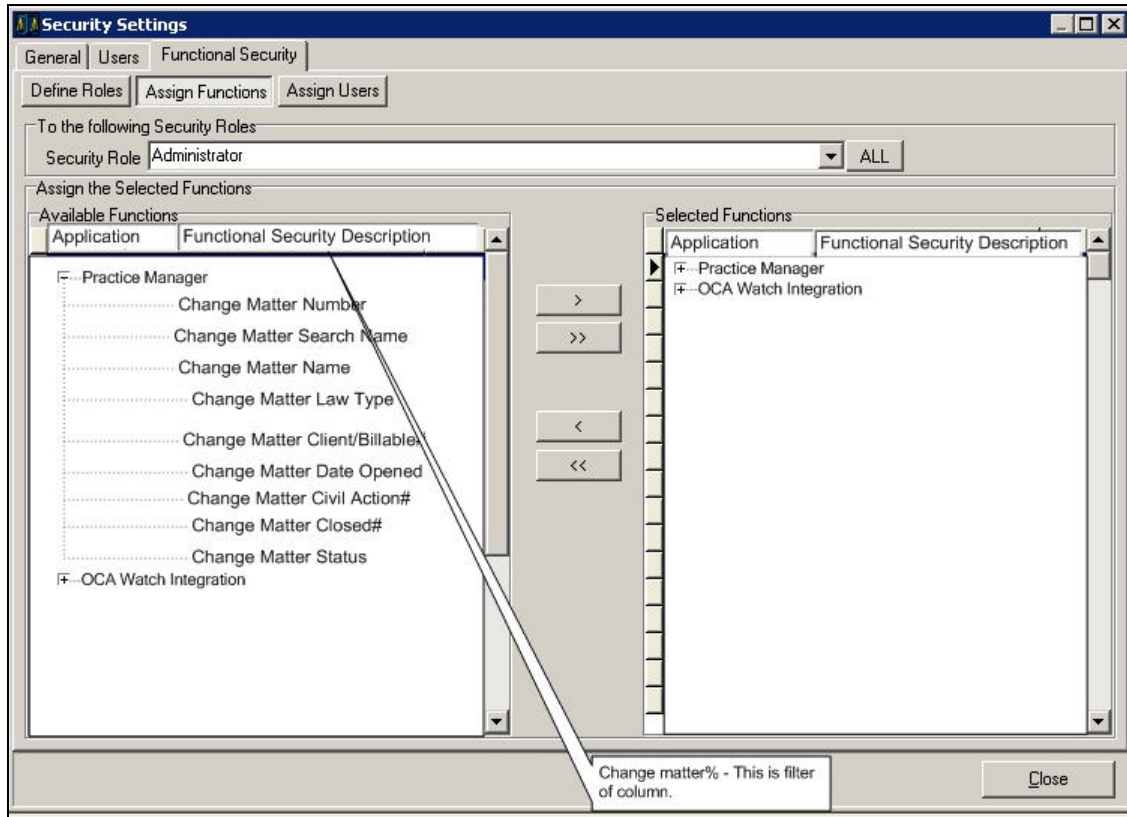 Security Settings
General Users Functional Security
Define Roles Assign Functions Assign Users
To the following Security Roles
Security Role Administrator ALL
Assign the Selected Functions
Available Functions
Application Functional Security Description
Practice Manager
Change Matter Number
Change Matter Search Name
Change Matter Name
Change Matter Law Type
Change Matter Client/Billable#
Change Matter Date Opened
Change Matter Civil Action#
Change Matter Closed#
Change Matter Status
OCA Watch Integration
>
>>
<
<<
Selected Functions
Application Functional Security Description
Practice Manager
OCA Watch Integration
Change matter% - This is filter
of column.
Close